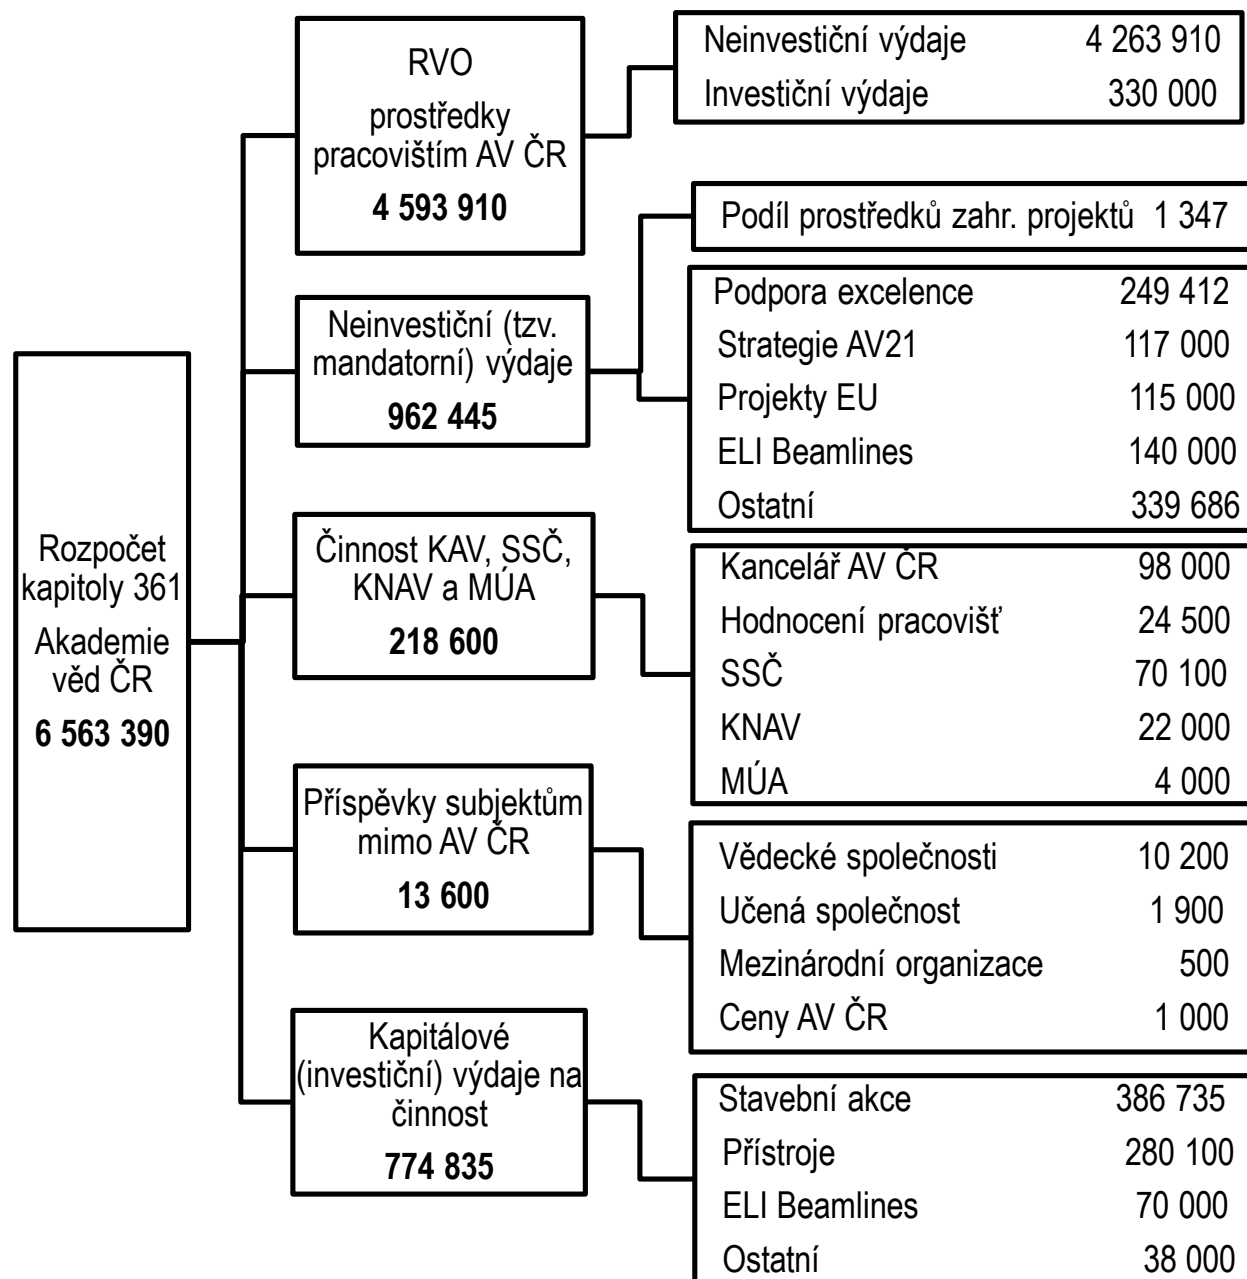 Rozpočet
kapitoly 361
Akademie
věd ČR
6 563 390
RVO
prostředky
pracovištím AV ČR
4 593 910
Neinvestiční výdaje 4 263 910
Investiční výdaje 330 000
Neinvestiční (tzv.
mandatorní) výdaje
962 445
Podíl prostředků zahr. projektů 1 347
Podpora excelence 249 412
Strategie AV21 117 000
Projekty EU 115 000
ELI Beamlines 140 000
Ostatní 339 686
Činnost KAV, SSČ,
KNAV a MÚA
218 600
Kancelář AV ČR 98 000
Hodnocení pracovišť 24 500
SSČ 70 100
KNAV 22 000
MÚA 4 000
Příspěvky subjektům
mimo AV ČR
13 600
Vědecké společnosti 10 200
Učená společnost 1 900
Mezinárodní organizace 500
Ceny AV ČR 1 000
Kapitálové
(investiční) výdaje na
činnost
774 835
Stavební akce 386 735
Přístroje 280 100
ELI Beamlines 70 000
Ostatní 38 000